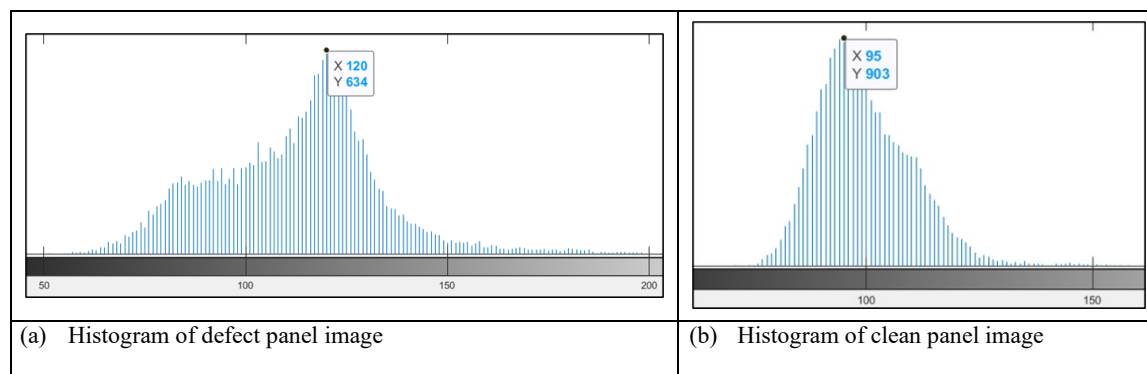 X 120
Y 634
50 100 150 200
X 95
Y 903
100 150
(a) Histogram of defect panel image
(b) Histogram of clean panel image